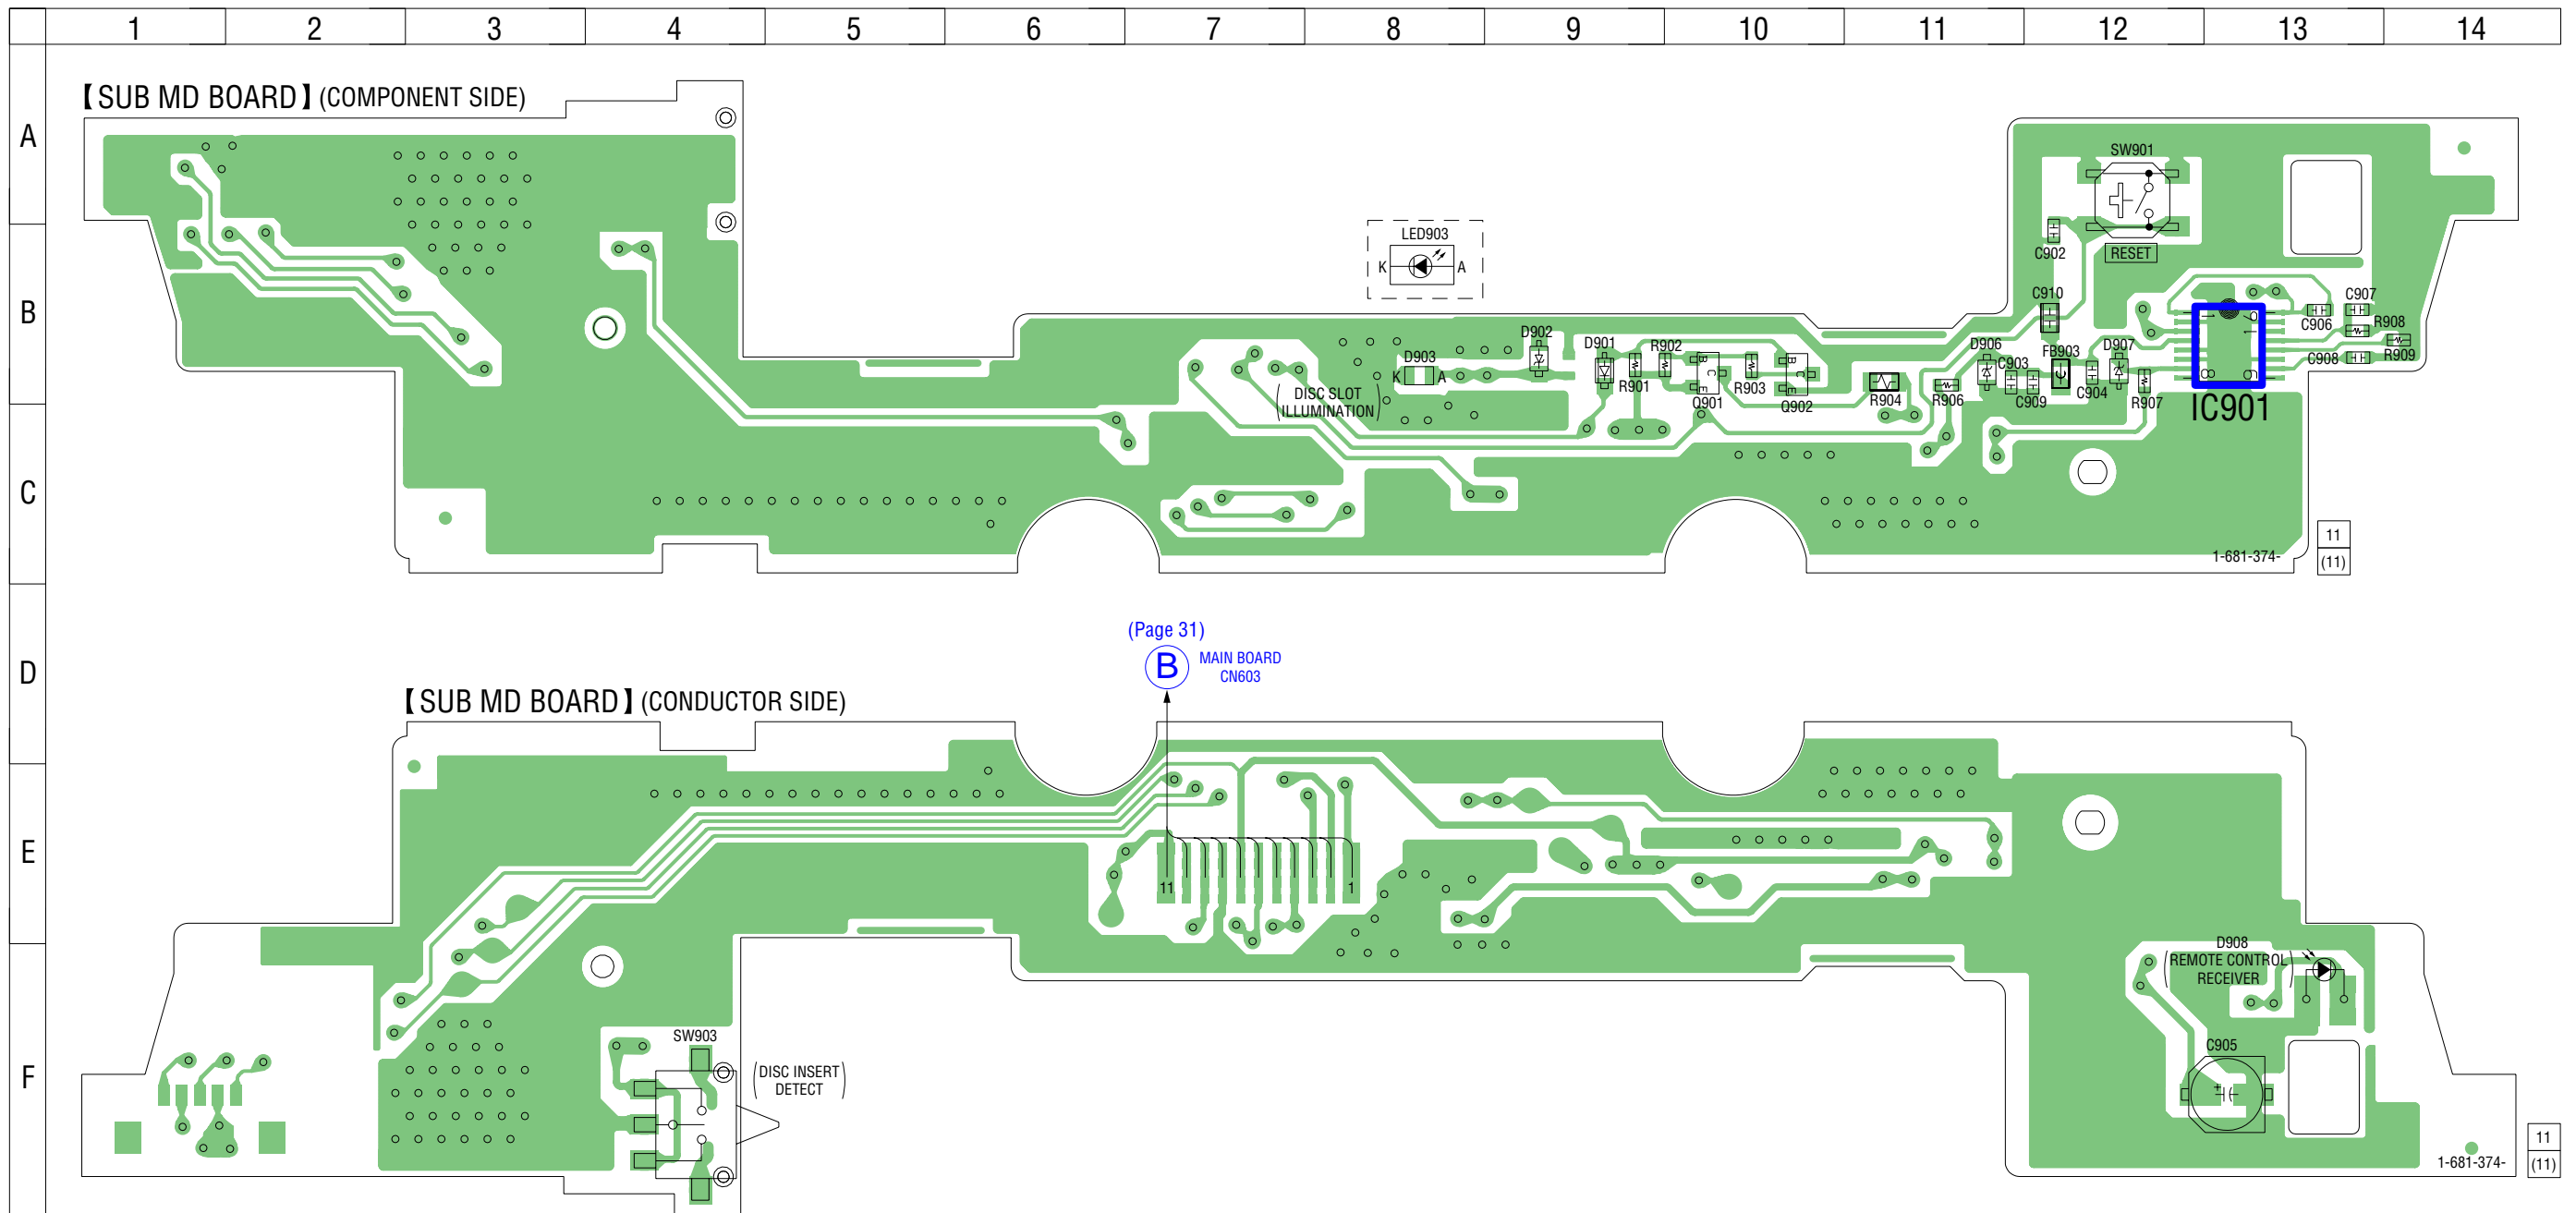 1 2 3 4 5 6 7 8 9 10 11 12 13 14
A
B
C
D
E
F
【SUB MD BOARD】(COMPONENT SIDE)
SW901
LED903
K A
C902
RESET
C910
C907
C906
R908
D902
D901
R902
D906
FB903
D907
C903
D903
K A
B C E
B C E
C908
R909
R901
R903
C904
DISC SLOT
ILLUMINATION
Q901
Q902
R904
R906
C909
R907
1
7
8
IC901
1-681-374-
11
(11)
(Page 31)
B
MAIN BOARD
CN603
【SUB MD BOARD】(CONDUCTOR SIDE)
11
1
D908
(REMOTE CONTROL
RECEIVER)
SW903
(DISC INSERT
DETECT)
C905
+
1-681-374-
11
(11)